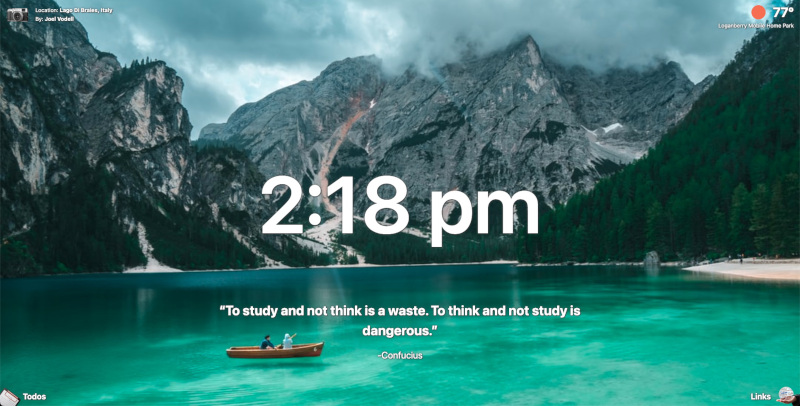 Location: Lago Di Braies, Italy
By: Joel Vodell
77°
Loganberry Mobile Home Park
2:18 pm
“To study and not think is a waste. To think and not study is
dangerous.”
-Confucius
Todos
Links